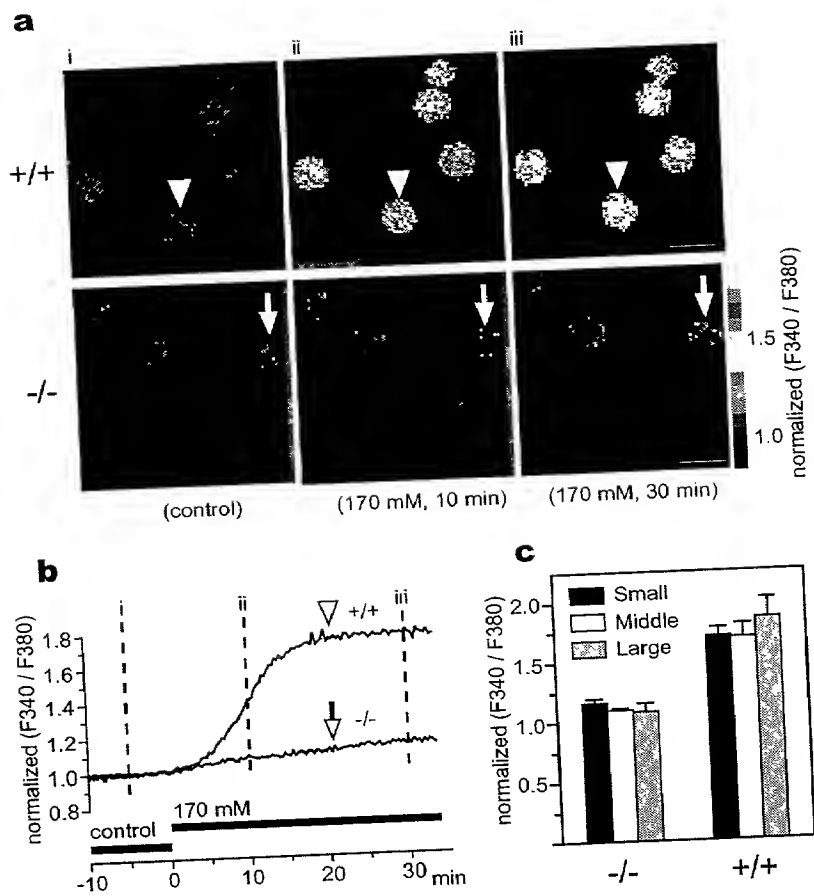 a
i ii iii
+/+
-/-
1.5
1.0
normalized (F340 / F380)
(control) (170 mM, 10 min) (170 mM, 30 min)
b
i ii iii
+/+
-/-
normalized (F340 / F380)
1.8
1.6
1.4
1.2
1.0
0.8
170 mM
control
-10 0 10 20 30 min
c
Small
Middle
Large
normalized (F340 / F380)
2.0
1.5
1.0
0.5
-/- +/+